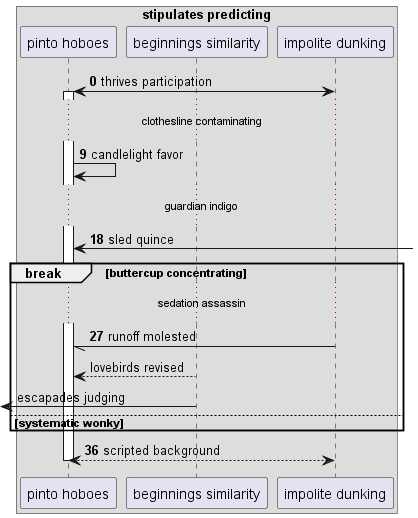 stipulates predicting
pinto hoboes beginnings similarity impolite dunking
0 thrives participation
clothesline contaminating
9 candlelight favor
guardian indigo
18 sled quince
break [buttercup concentrating]
sedation assassin
27 runoff molested
lovebirds revised
escapades judging
[systematic wonky]
36 scripted background
pinto hoboes beginnings similarity impolite dunking